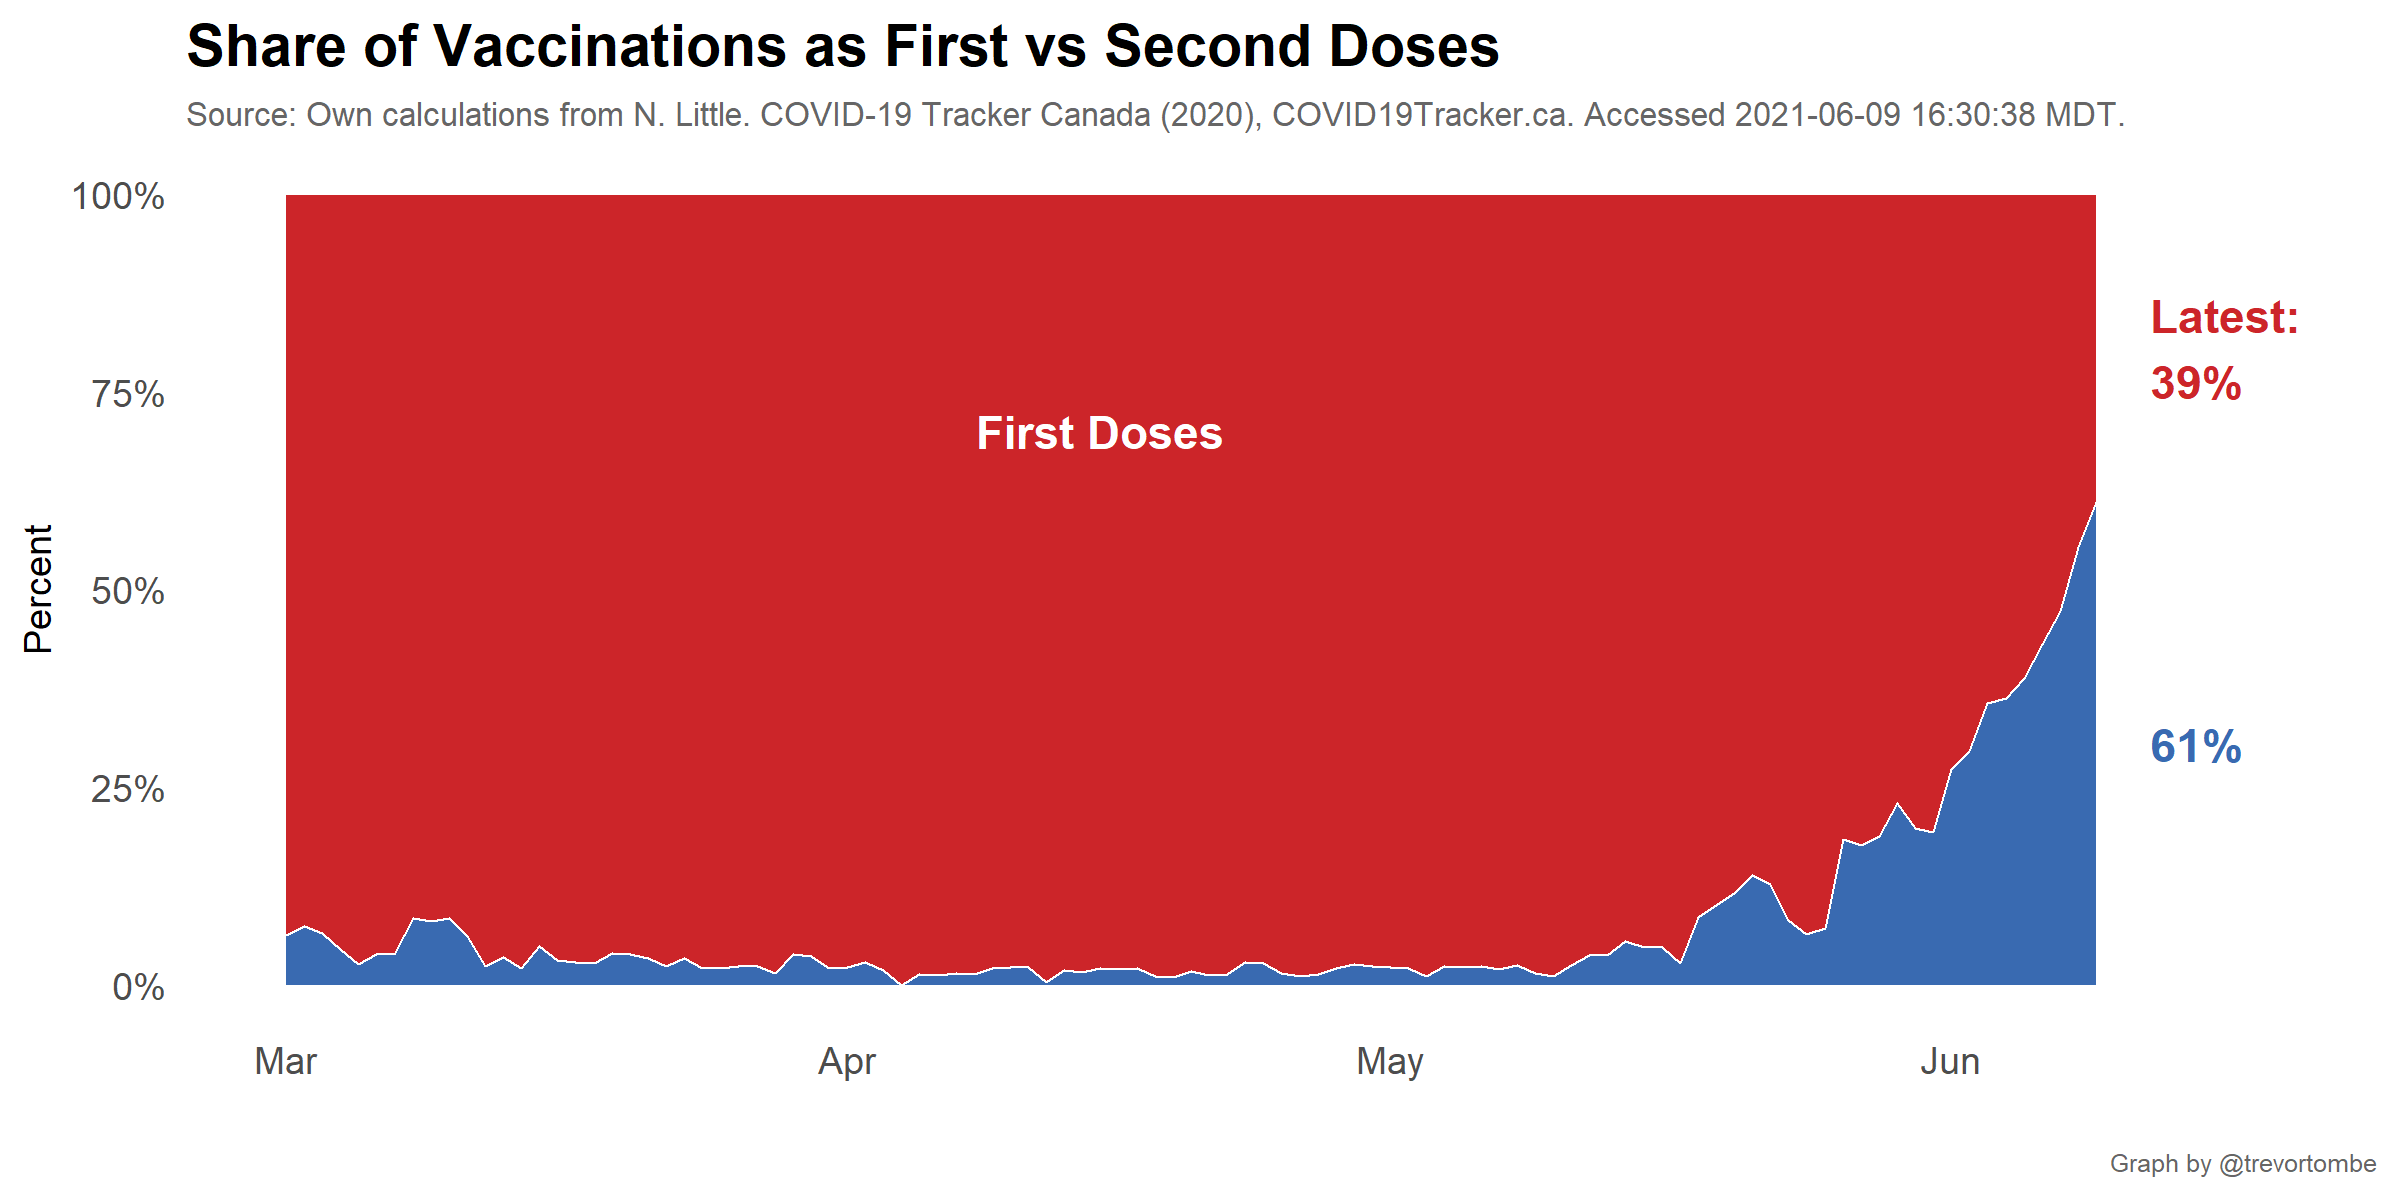 Share of Vaccinations as First vs Second Doses
Source: Own calculations from N. Little. COVID-19 Tracker Canada (2020), COVID19Tracker.ca. Accessed 2021-06-09 16:30:38 MDT.
100%
75%
50%
25%
0%
Percent
First Doses
Latest:
39%
61%
Mar
Apr
May
Jun
Graph by @trevortombe